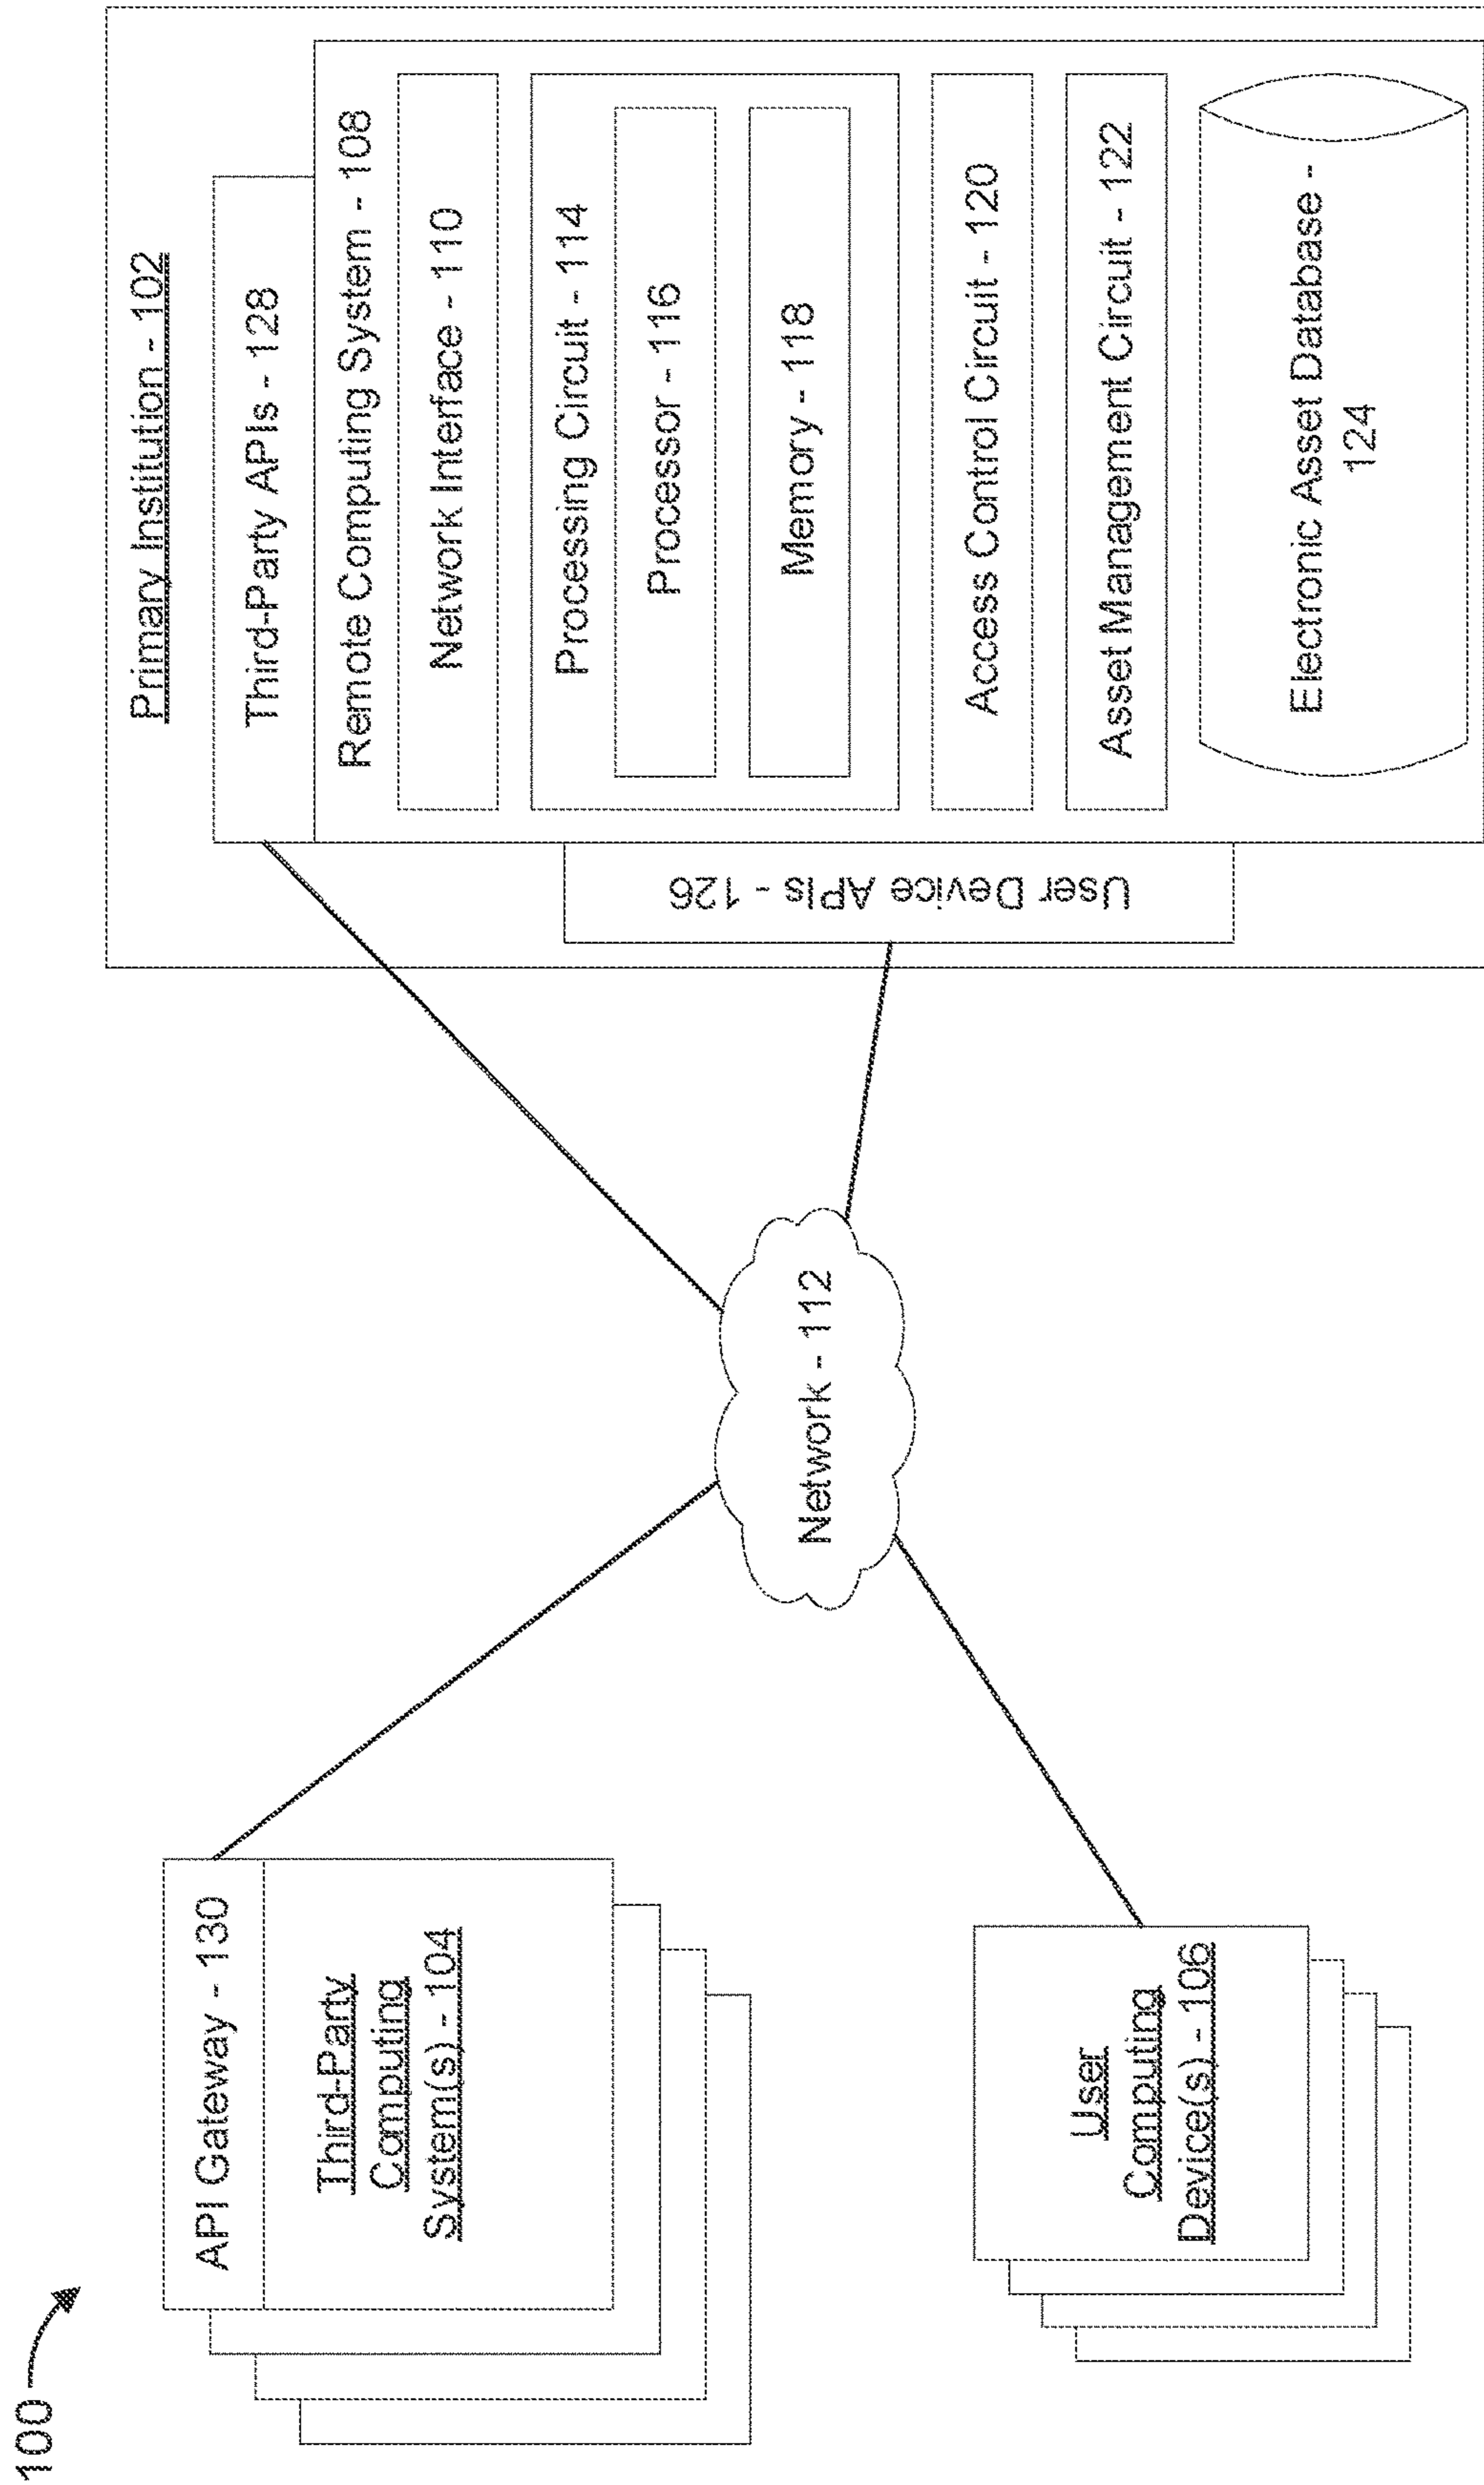 100
API Gateway - 130
Third-Party
Computing
System(s) - 104
User
Computing
Device(s) - 106
Network - 112
Primary Institution - 102
Third-Party APIs - 128
Remote Computing System - 108
Network Interface - 110
Processing Circuit - 114
Processor - 116
Memory - 118
Access Control Circuit - 120
Asset Management Circuit - 122
Electronic Asset Database -
124
User Device APIs - 126